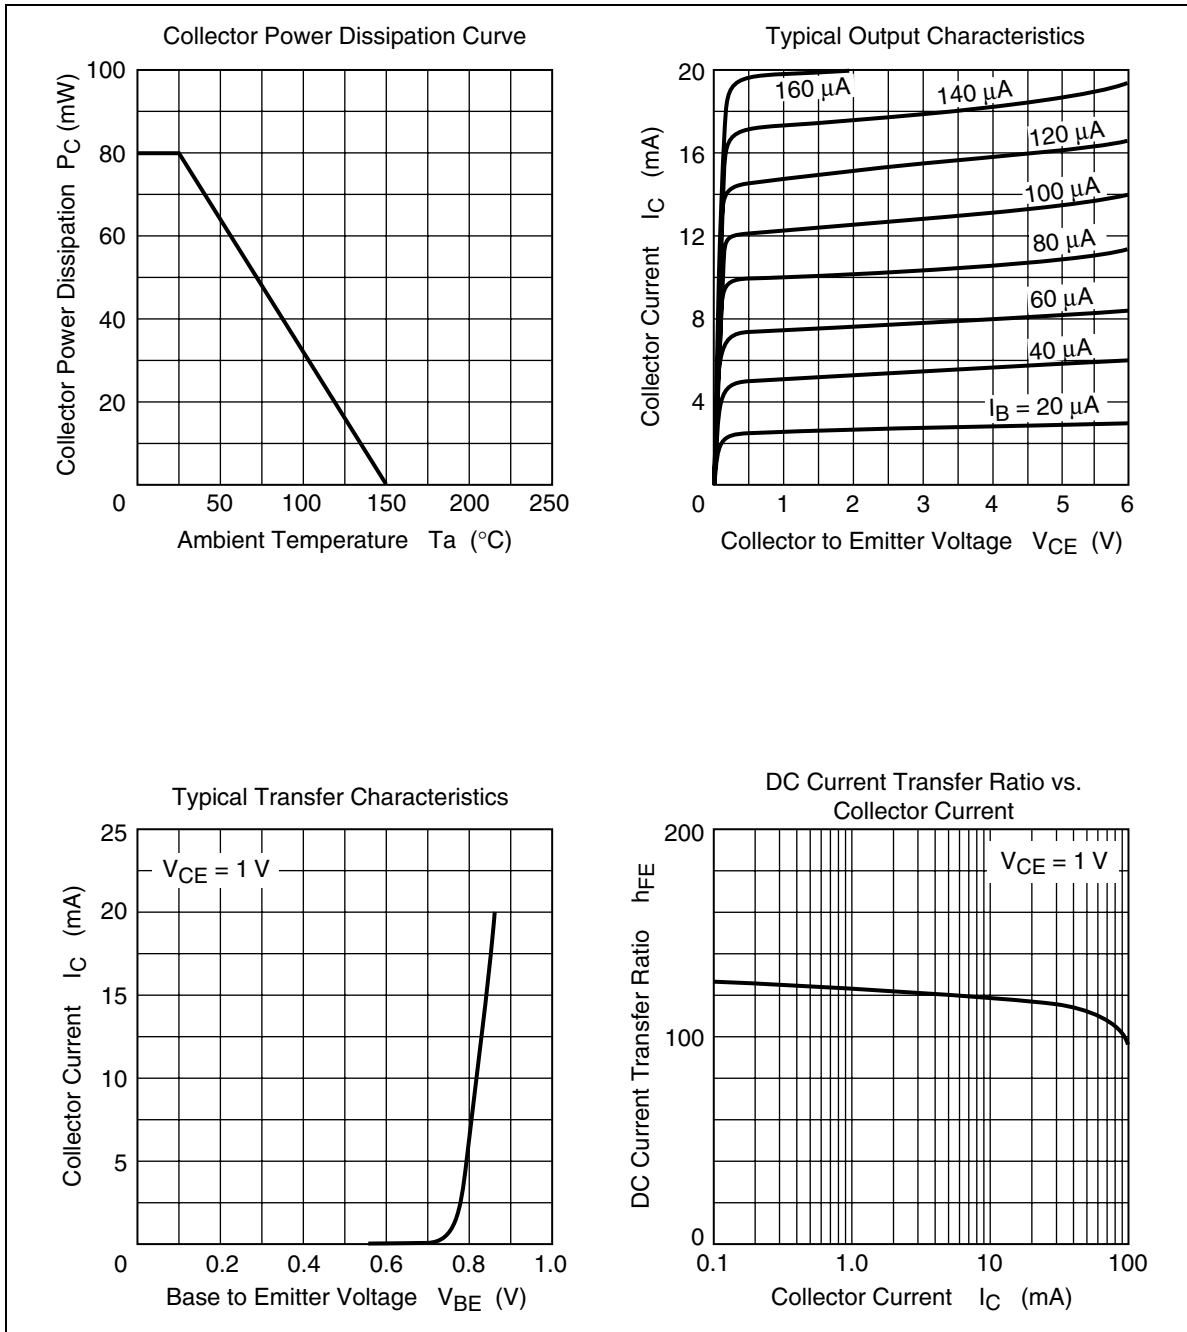 Collector Power Dissipation Curve
Collector Power Dissipation PC (mW)
100
80
60
40
20
0
50
100
150
200
250
Ambient Temperature Ta (°C)
Typical Output Characteristics
Collector Current IC (mA)
20
16
12
8
4
160 μA
140 μA
120 μA
100 μA
80 μA
60 μA
40 μA
IB = 20 μA
0
1
2
3
4
5
6
Collector to Emitter Voltage VCE (V)
Typical Transfer Characteristics
Collector Current IC (mA)
25
20
15
10
5
VCE = 1 V
0
0.2
0.4
0.6
0.8
1.0
Base to Emitter Voltage VBE (V)
DC Current Transfer Ratio vs.
Collector Current
DC Current Transfer Ratio hFE
200
100
0
VCE = 1 V
0.1
1.0
10
100
Collector Current IC (mA)